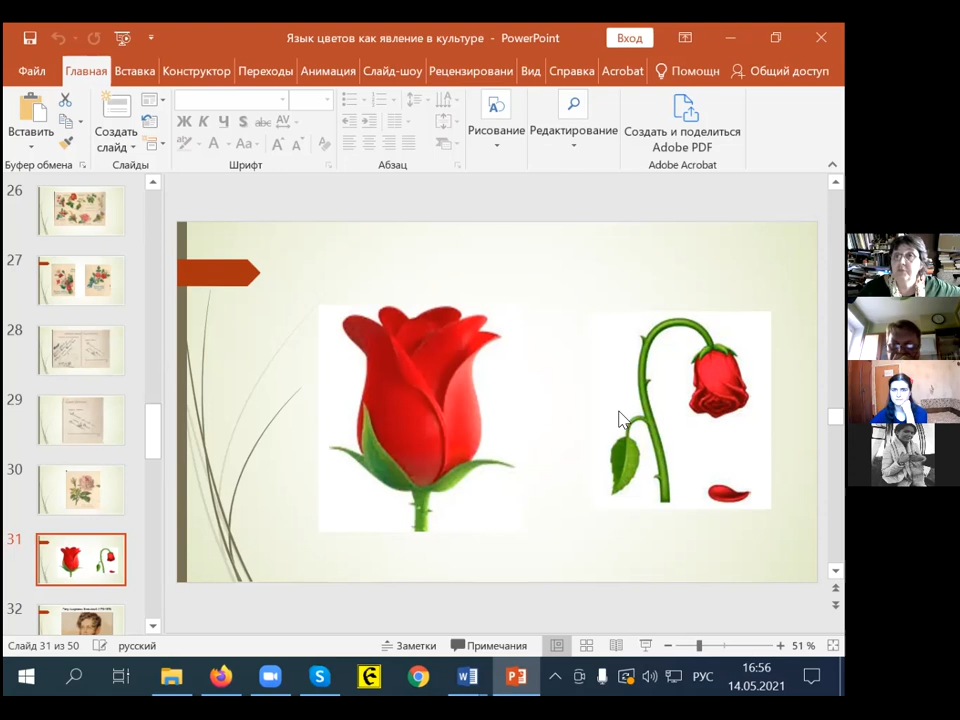 Язык цветов как явление в культуре - PowerPoint
Вход
Файл Главная Вставка Конструктор Переходы Анимация Слайд-шоу Рецензировани Вид Справка Acrobat Помощн Общий доступ
Вставить
Создать слайд
Ж К Ч S abc AV
A Aa A A A
Рисование
Редактирование
Создать и поделиться Adobe PDF
Буфер обмена
Слайды
Шрифт
Абзац
Adobe Acrobat
26
27
28
29
30
31
32
Слайд 31 из 50
русский
Заметки
Примечания
51 %
РУС
16:56
14.05.2021